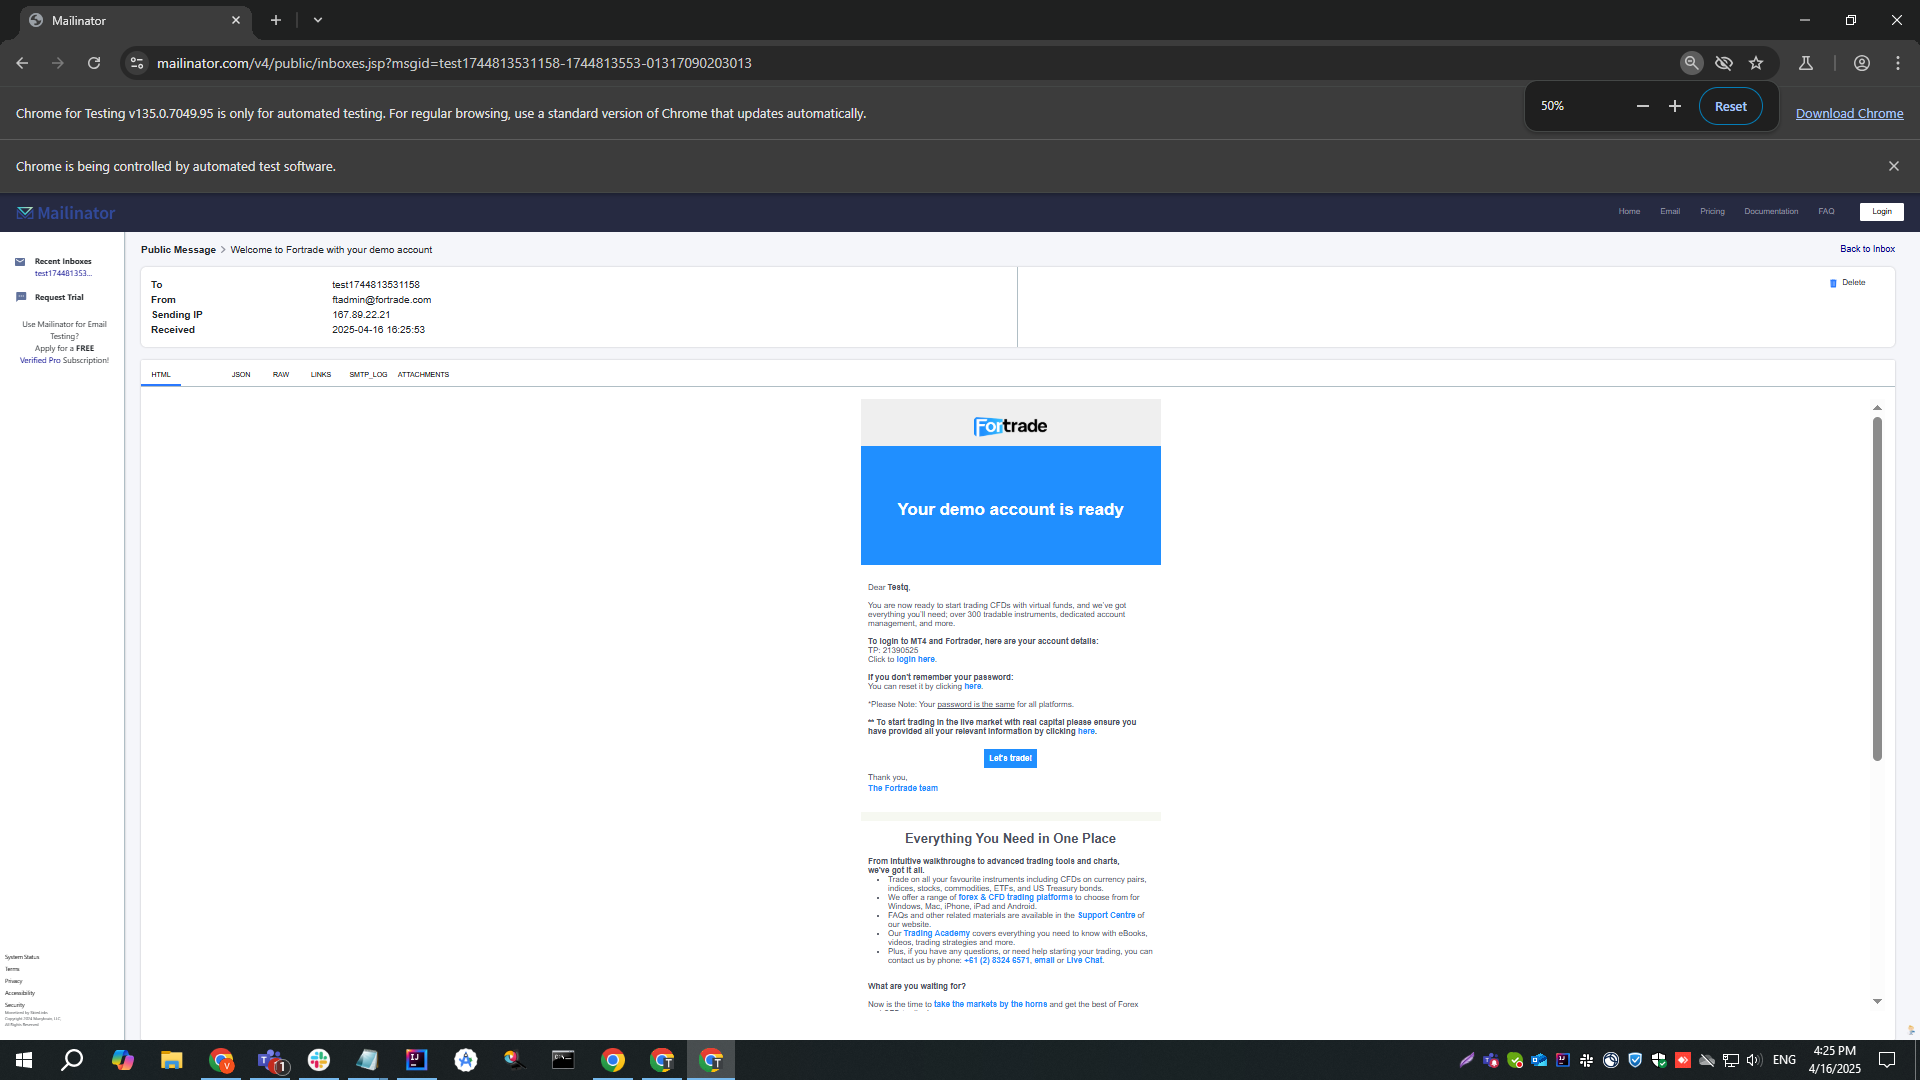 Mailinator
mailinator.com/v4/public/inboxes.jsp?msgid=test1744813531158-1744813553-01317090203013
Chrome for Testing v135.0.7049.95 is only for automated testing. For regular browsing, use a standard version of Chrome that updates automatically.
50%
Reset
Download Chrome
Chrome is being controlled by automated test software.
Mailinator
Home
Email
Pricing
Documentation
FAQ
Login
Recent Inboxes
test174481353...
Request Trial
Use Mailinator for Email
Testing?
Apply for a FREE
Verified Pro Subscription!
Public Message > Welcome to Fortrade with your demo account
Back to Inbox
To test1744813531158
From ftadmin@fortrade.com
Sending IP 167.89.22.21
Received 2025-04-16 16:25:53
Delete
HTML
JSON
RAW
LINKS
SMTP_LOG
ATTACHMENTS
Fortrade
Your demo account is ready
Dear Testq,
You are now ready to start trading CFDs with virtual funds, and we've got
everything you'll need; over 300 tradable instruments, dedicated account
management, and more.
To login to MT4 and Fortrader, here are your account details:
TP: 21390525
Click to login here.
If you don't remember your password:
You can reset it by clicking here.
*Please Note: Your password is the same for all platforms.
** To start trading in the live market with real capital please ensure you
have provided all your relevant information by clicking here.
Let's trade!
Thank you,
The Fortrade team
Everything You Need in One Place
From intuitive walkthroughs to advanced trading tools and charts,
we've got it all.
• Trade on all your favourite instruments including CFDs on currency pairs,
indices, stocks, commodities, ETFs, and US Treasury bonds.
• We offer a range of forex & CFD trading platforms to choose from for
Windows, Mac, iPhone, iPad and Android.
• FAQs and other related materials are available in the Support Centre of
our website.
• Our Trading Academy covers everything you need to know with eBooks,
videos, trading strategies and more.
• Plus, if you have any questions, or need help starting your trading, you can
contact us by phone: +61 (2) 8324 6571, email or Live Chat.
What are you waiting for?
Now is the time to take the markets by the horns and get the best of Forex
System Status
Terms
Privacy
Accessibility
Security
All Rights Reserved
ENG
4:25 PM
4/16/2025